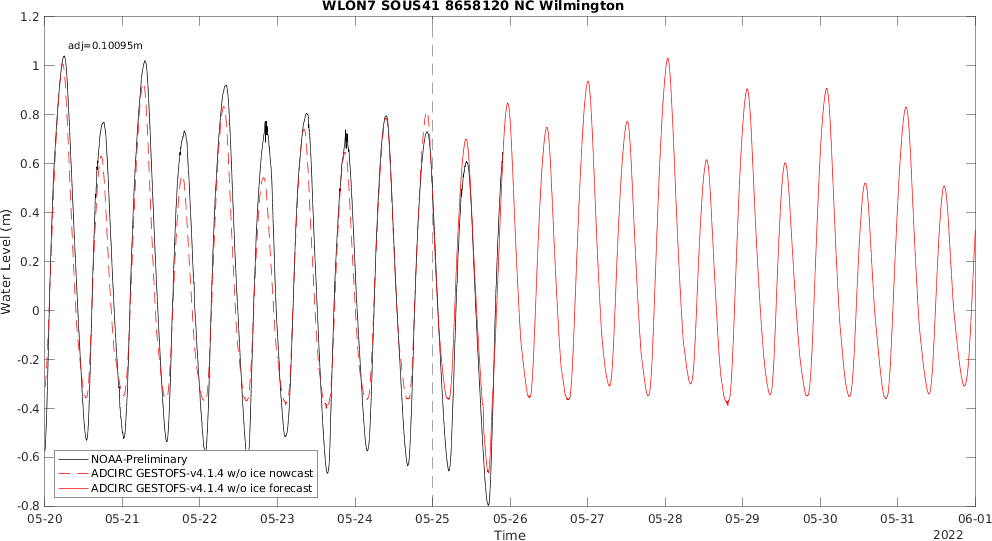 WLON7 SOUS41 8658120 NC Wilmington
adj=0.10095m
1.2
1
0.8
0.6
0.4
0.2
0
-0.2
-0.4
-0.6
-0.8
Water Level (m)
NOAA-Preliminary
ADCIRC GESTOFS-v4.1.4 w/o ice nowcast
ADCIRC GESTOFS-v4.1.4 w/o ice forecast
05-20 05-21 05-22 05-23 05-24 05-25 05-26 05-27 05-28 05-29 05-30 05-31 06-01
Time
2022